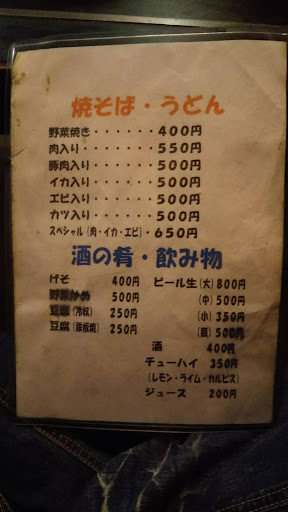 焼そば・うどん
野菜焼き・・・・・・400円
肉入り・・・・・・・550円
豚肉入り・・・・・・500円
イカ入り・・・・・・500円
エビ入り・・・・・・500円
カツ入り・・・・・・500円
スペシャル(肉・イカ・エビ)・650円
酒の肴・飲み物
げそ 400円
野菜炒め 500円
豆腐(冷奴) 250円
豆腐(鉄板焼) 250円
ビール生(大)800円
(中)500円
(小)350円
(瓶)500円
酒 400円
チューハイ 350円
(レモン・ライム・カルピス)
ジュース 200円